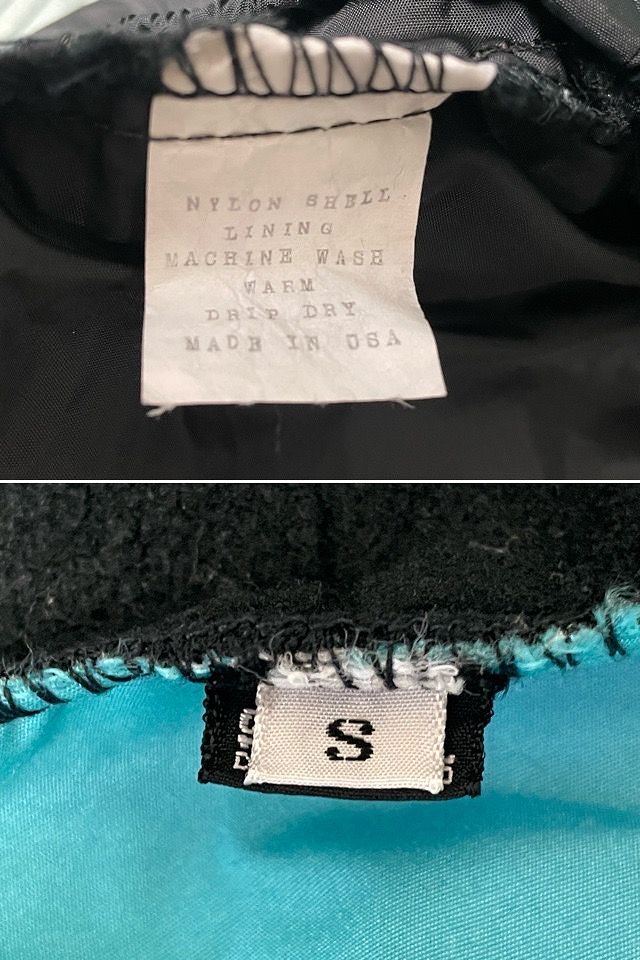 NYLON SHELL
LINING
MACHINE WASH
WARM
DRIP DRY
MADE IN USA
S